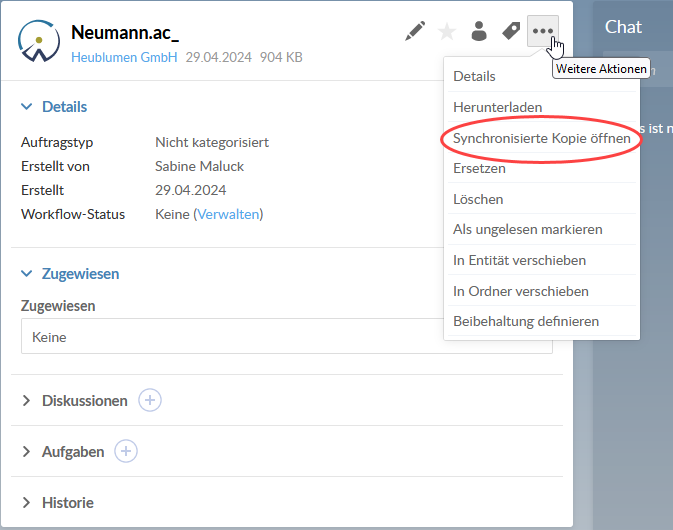 Neumann.ac_
Heublumen GmbH 29.04.2024 904 KB
Chat
Weitere Aktionen
Details
Herunterladen
Synchronisierte Kopie öffnen
Ersetzen
Löschen
Als ungelesen markieren
In Entität verschieben
In Ordner verschieben
Beibehaltung definieren
s ist n
Details
Auftragstyp Nicht kategorisiert
Erstellt von Sabine Maluck
Erstellt 29.04.2024
Workflow-Status Keine (Verwalten)
Zugewiesen
Zugewiesen
Keine
Diskussionen
Aufgaben
Historie